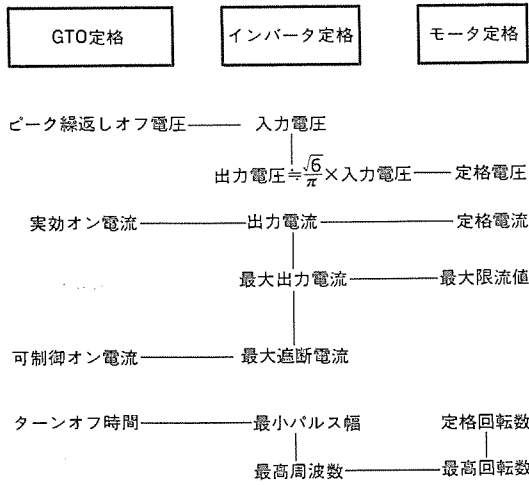 GTO定格 インバータ定格 モータ定格
ピーク繰返しオフ電圧 入力電圧
出力電圧≒√6/π×入力電圧 定格電圧
実効オン電流 出力電流 定格電流
最大出力電流 最大限流値
可制御オン電流 最大遮断電流
ターンオフ時間 最小パルス幅 定格回転数
最高周波数 最高回転数